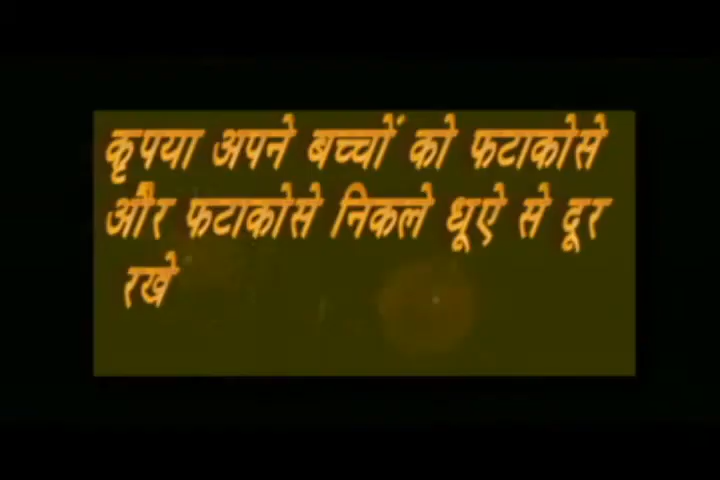 कृपया अपने बच्चों को फटाकोसे
और फटाकोसे निकले धूऐ से दूर
रखे